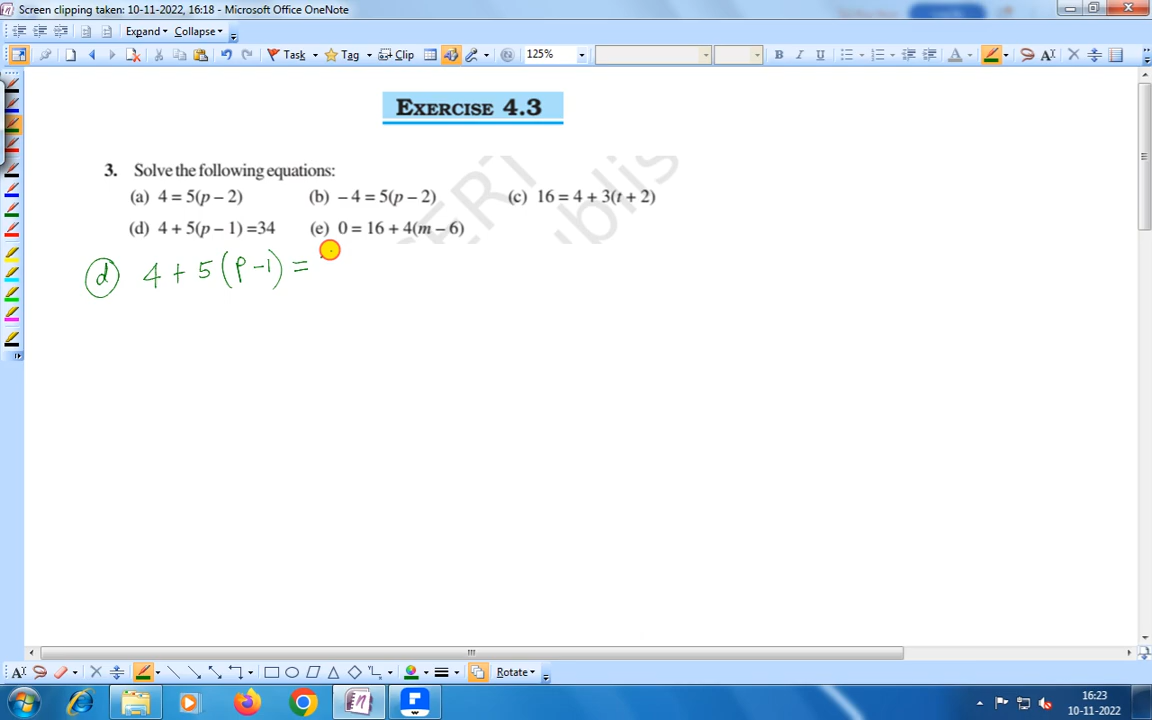 Screen clipping taken: 10-11-2022, 16:18 - Microsoft Office OneNote
Expand Collapse
Task Tag Clip 125% B I U A
EXERCISE 4.3
3. Solve the following equations:
(a) 4 = 5(p – 2) (b) – 4 = 5(p – 2) (c) 16 = 4 + 3(t + 2)
(d) 4 + 5(p – 1) =34 (e) 0 = 16 + 4(m – 6)
(d) 4 + 5 (p -1) =
Rotate
16:23
10-11-2022